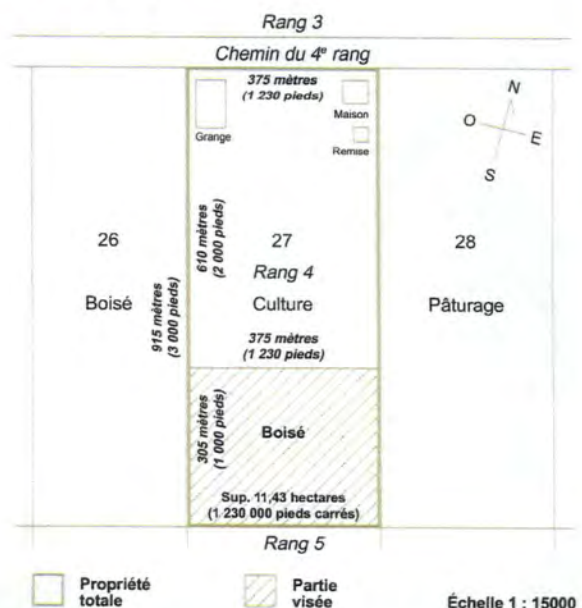 Rang 3
Chemin du 4e rang
375 mètres
(1 230 pieds)
Grange
Maison
Remise
N
O
E
S
610 mètres
(2 000 pieds)
26
Boisé
27
Rang 4
Culture
28
Pâturage
915 mètres
(3 000 pieds)
375 mètres
(1 230 pieds)
305 mètres
(1 000 pieds)
Boisé
Sup. 11,43 hectares
(1 230 000 pieds carrés)
Rang 5
Propriété
totale
Partie
visée
Échelle 1 : 15000